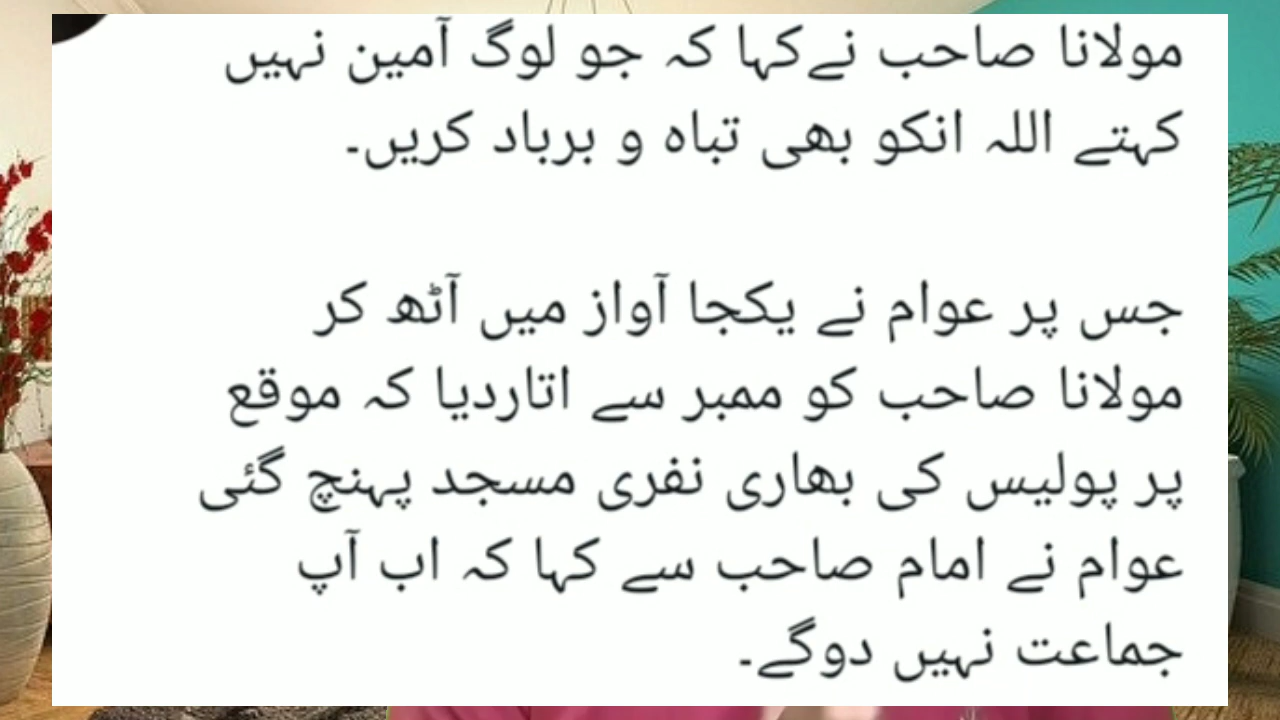 مولانا صاحب نےکہا کہ جو لوگ آمین نہیں
کہتے اللہ انکو بھی تباہ و برباد کریں۔
جس پر عوام نے یکجا آواز میں آٹھ کر
مولانا صاحب کو ممبر سے اتاردیا کہ موقع
پر پولیس کی بھاری نفری مسجد پہنچ گئی
عوام نے امام صاحب سے کہا کہ اب آپ
جماعت نہیں دوگے۔